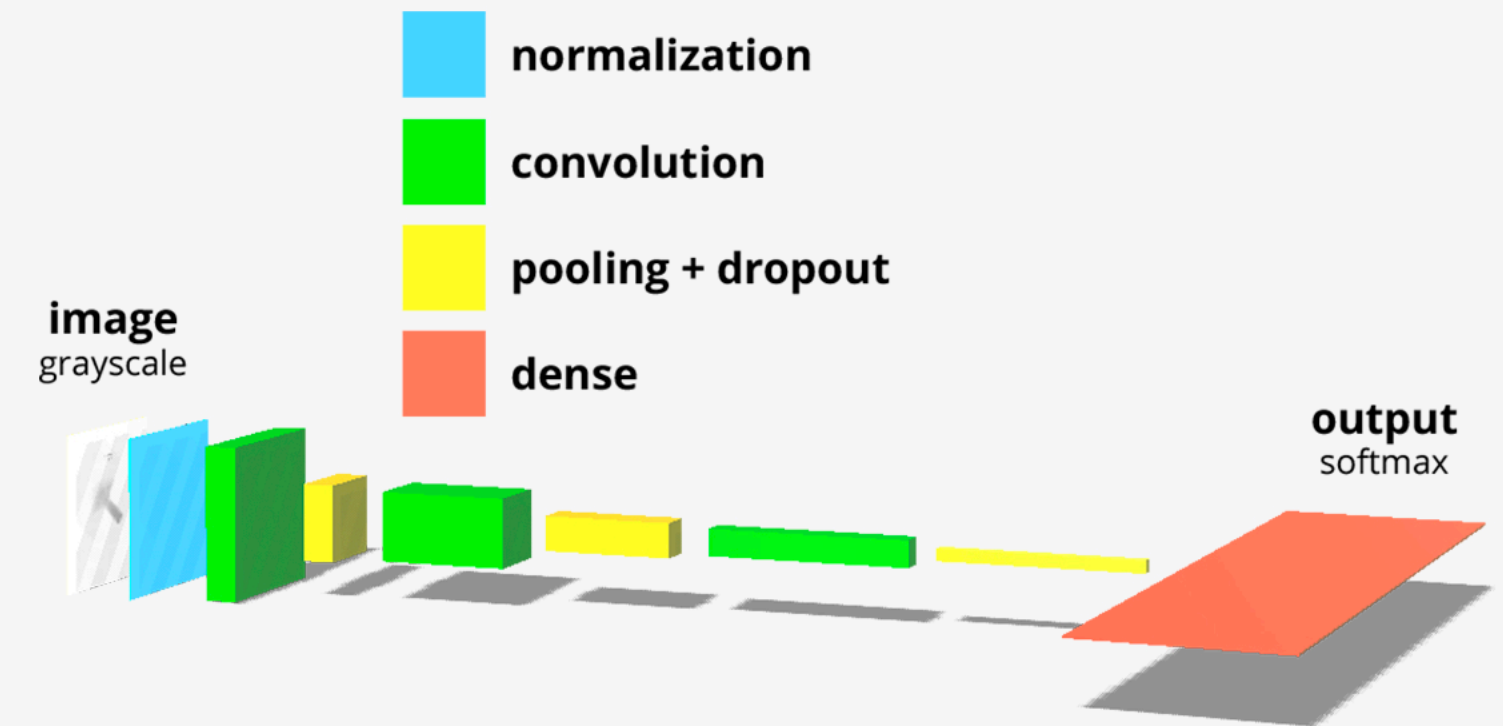 normalization
convolution
pooling + dropout
dense
image
grayscale
output
softmax